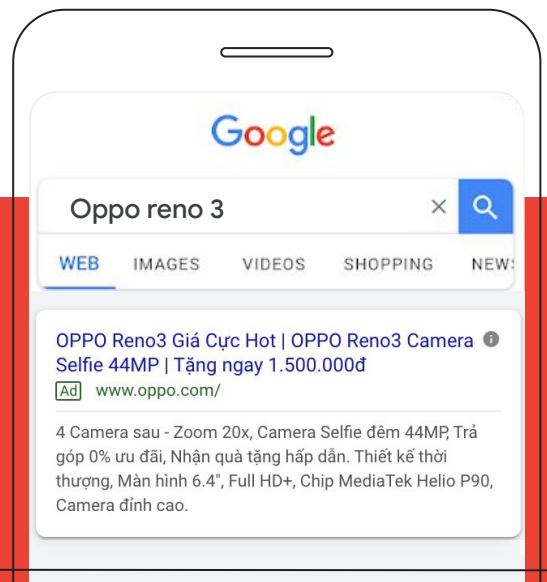 Google
Oppo reno 3
WEB IMAGES VIDEOS SHOPPING NEWS
OPPO Reno3 Giá Cực Hot | OPPO Reno3 Camera
Selfie 44MP | Tặng ngay 1.500.000đ
Ad www.oppo.com/
4 Camera sau - Zoom 20x, Camera Selfie đêm 44MP, Trả
góp 0% ưu đãi, Nhận quà tặng hấp dẫn. Thiết kế thời
thượng, Màn hình 6.4", Full HD+, Chip MediaTek Helio P90,
Camera đỉnh cao.